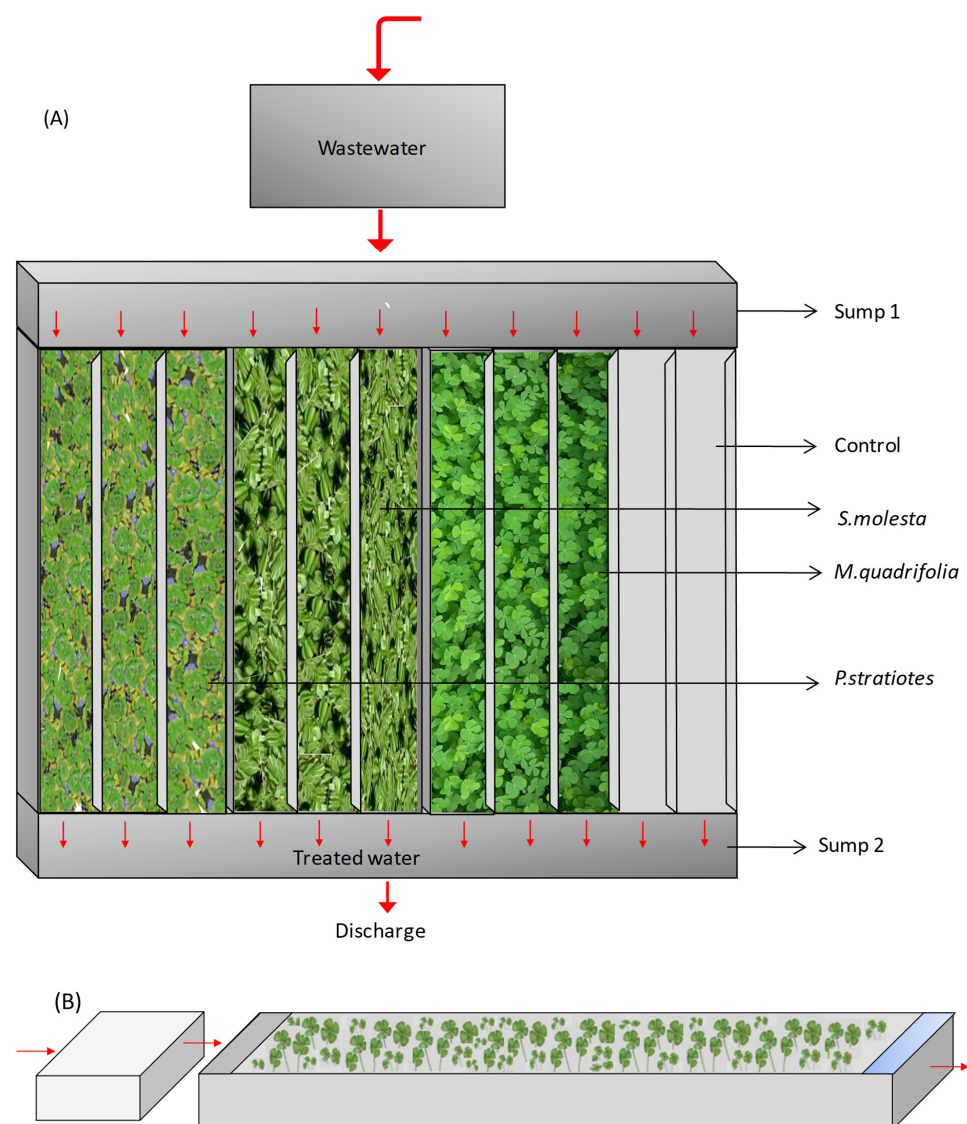 (A)
Wastewater
Sump 1
Control
S.molesta
M.quadrifolia
P.stratiotes
Sump 2
Treated water
Discharge
(B)